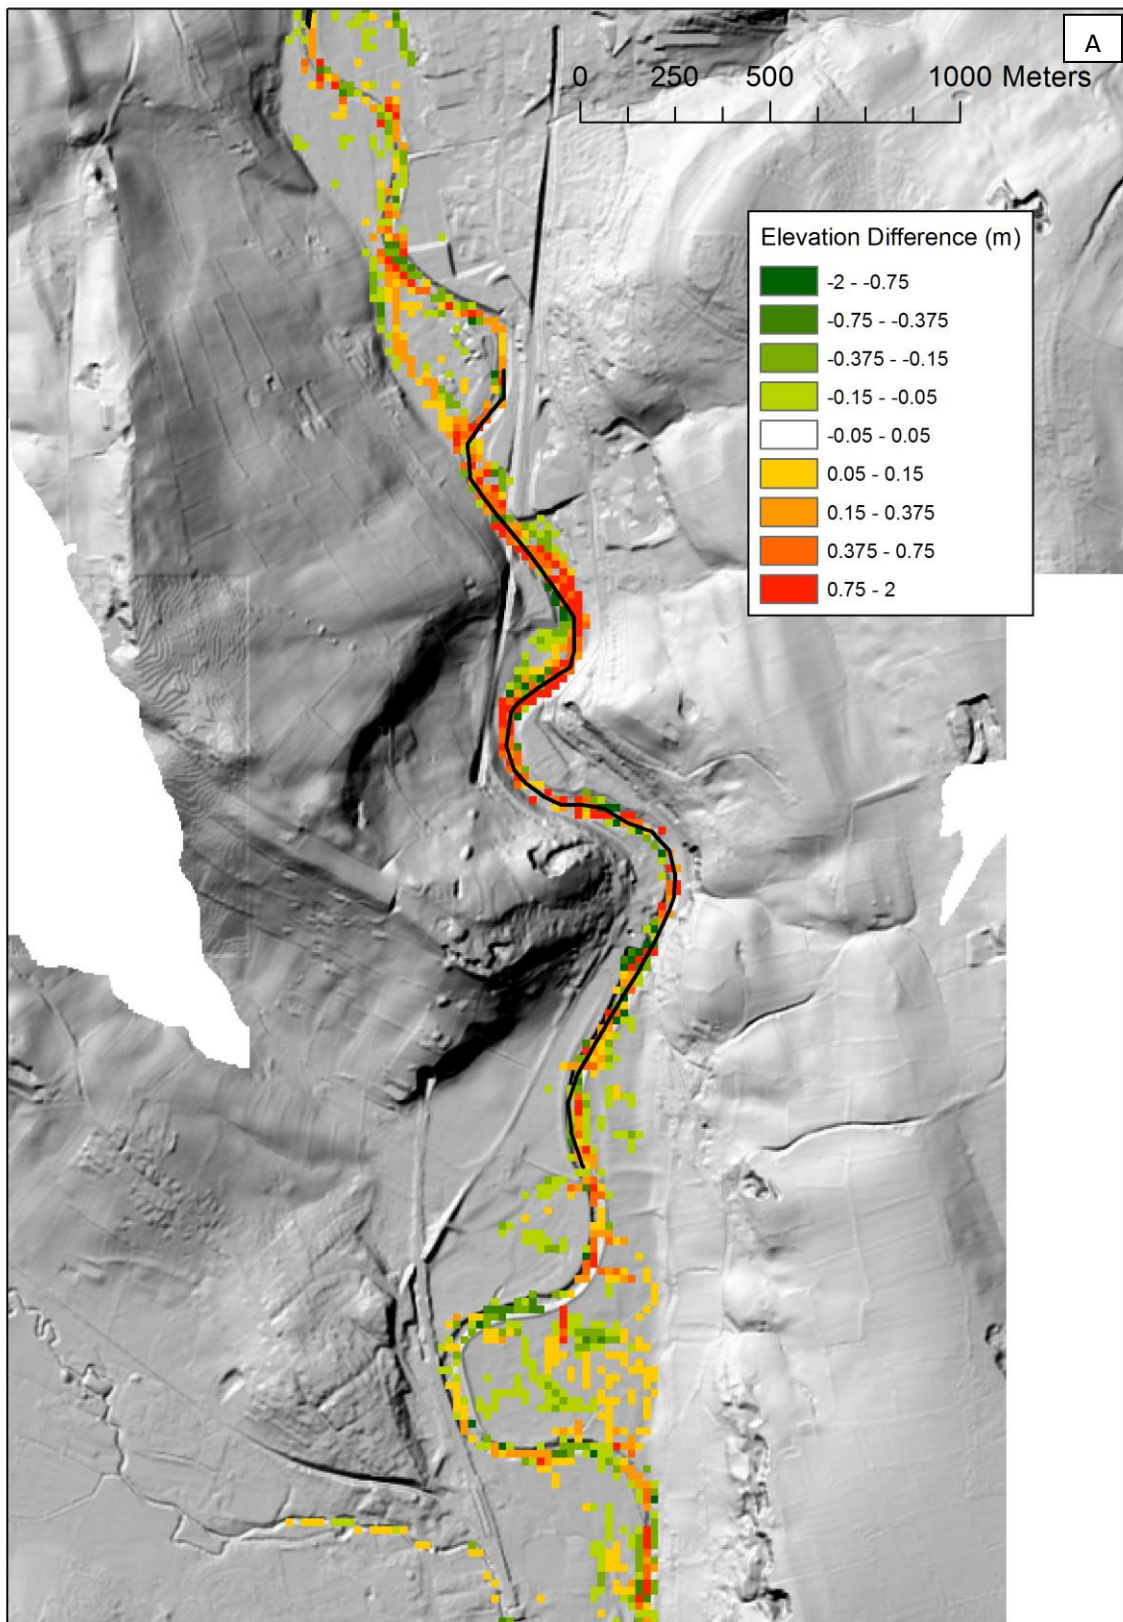 A
0 250 500 1000 Meters
Elevation Difference (m)
-2 - -0.75
-0.75 - -0.375
-0.375 - -0.15
-0.15 - -0.05
-0.05 - 0.05
0.05 - 0.15
0.15 - 0.375
0.375 - 0.75
0.75 - 2